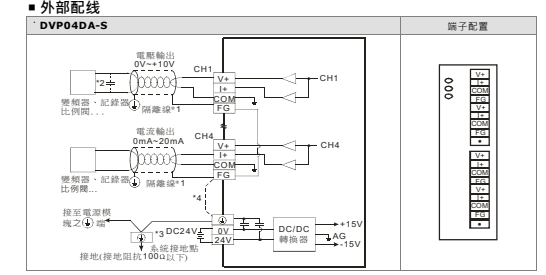 ■ 外部配线
DVP04DA-S
端子配置
電壓輸出
0V~+10V
CH1
V+
I+
COM
FG
CH1
*2
變頻器、記錄器
比例閥...
隔離線*1
電流輸出
0mA~20mA
CH4
V+
I+
COM
FG
CH4
變頻器、記錄器
比例閥...
隔離線*1
*4
接至電源模
塊之 端
*3
DC24V
0V
24V
DC/DC
轉換器
+15V
AG
-15V
系統接地點
接地(接地阻抗100Ω以下)
V+
I+
COM
FG
V+
I+
COM
FG
•
V+
I+
COM
FG
V+
I+
COM
FG
•